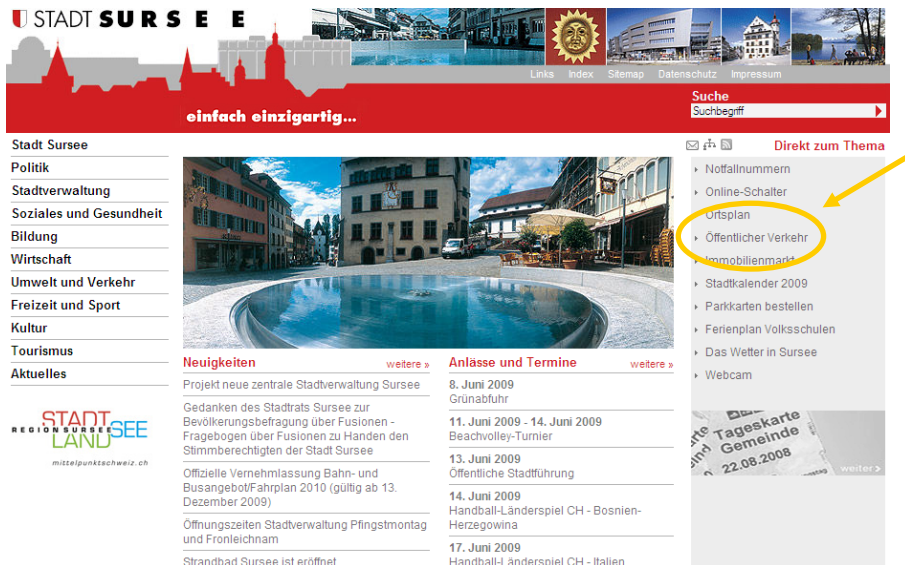 STADT SURSEE
Links Index Sitemap Datenschutz Impressum
einfach einzigartig...
Suche
Suchbegriff
Stadt Sursee
Politik
Stadtverwaltung
Soziales und Gesundheit
Bildung
Wirtschaft
Umwelt und Verkehr
Freizeit und Sport
Kultur
Tourismus
Aktuelles
STADT
REGION SURSEE SEE
LAND
mittelpunktschweiz.ch
Neuigkeiten weitere »
Projekt neue zentrale Stadtverwaltung Sursee
Gedanken des Stadtrats Sursee zur
Bevölkerungsbefragung über Fusionen -
Fragebogen über Fusionen zu Handen den
Stimmberechtigten der Stadt Sursee
Offizielle Vernehmlassung Bahn- und
Busangebot/Fahrplan 2010 (gültig ab 13.
Dezember 2009)
Öffnungszeiten Stadtverwaltung Pfingstmontag
und Fronleichnam
Strandbad Sursee ist eröffnet
Anlässe und Termine weitere »
8. Juni 2009
Grünabfuhr
11. Juni 2009 - 14. Juni 2009
Beachvolley-Turnier
13. Juni 2009
Öffentliche Stadtführung
14. Juni 2009
Handball-Länderspiel CH - Bosnien-
Herzegowina
17. Juni 2009
Handball-Länderspiel CH - Italien
Direkt zum Thema
Notfallnummern
Online-Schalter
Ortsplan
Öffentlicher Verkehr
Immobilienmarkt
Stadtkalender 2009
Parkkarten bestellen
Ferienplan Volksschulen
Das Wetter in Sursee
Webcam
Tageskarte
Gemeinde
22.08.2008
weiter >